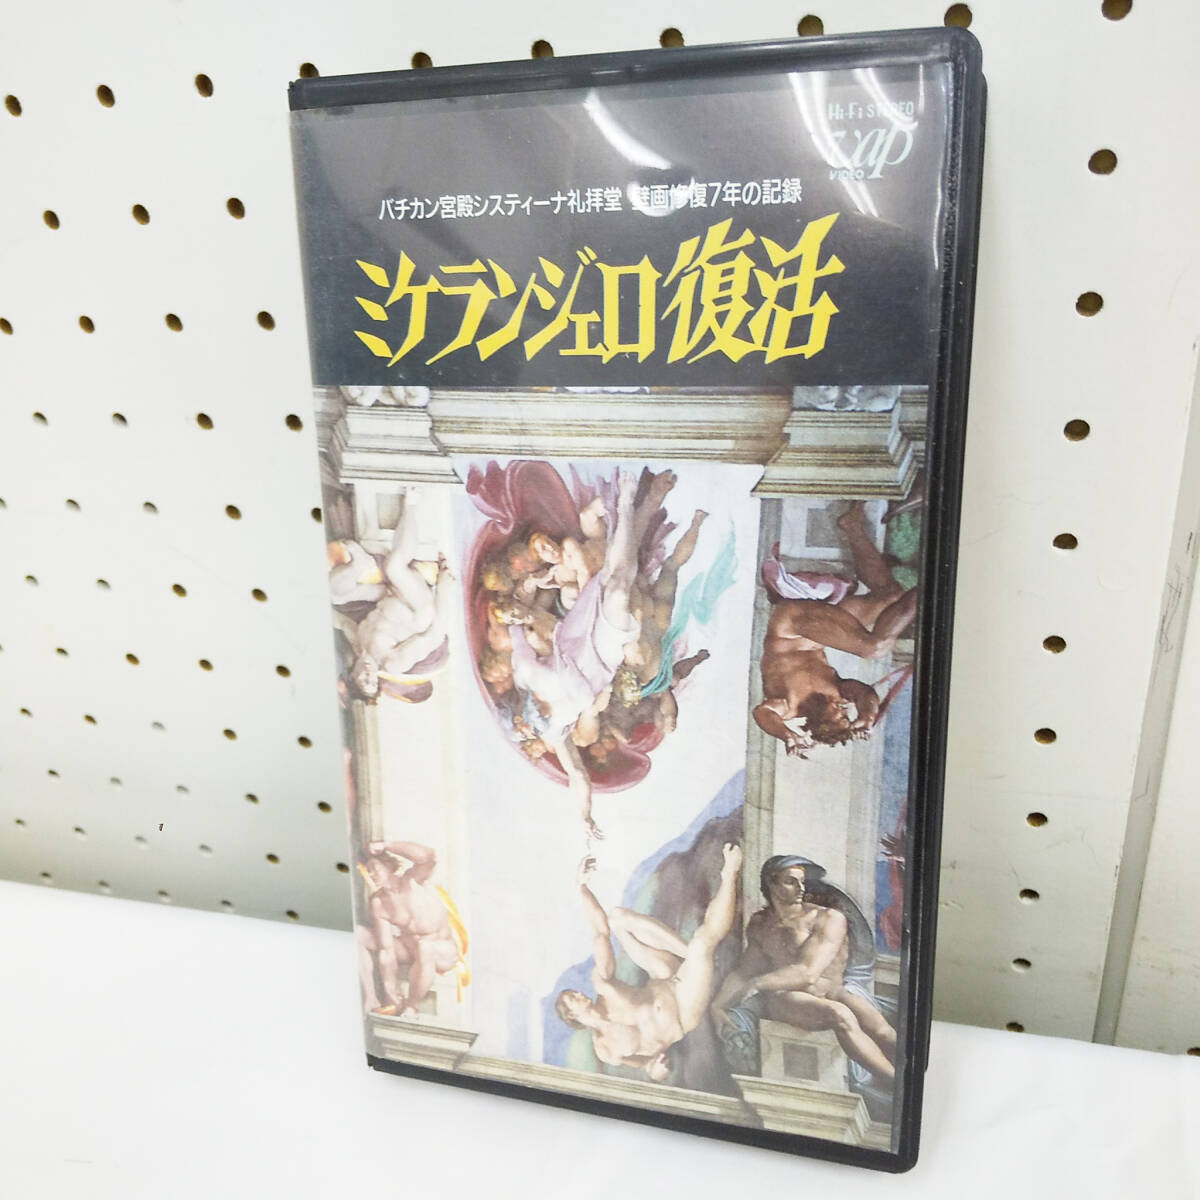 Hi-Fi STEREO
vap
VIDEO
バチカン宮殿システィーナ礼拝堂 壁画修復7年の記録
ミケランジェロ復活